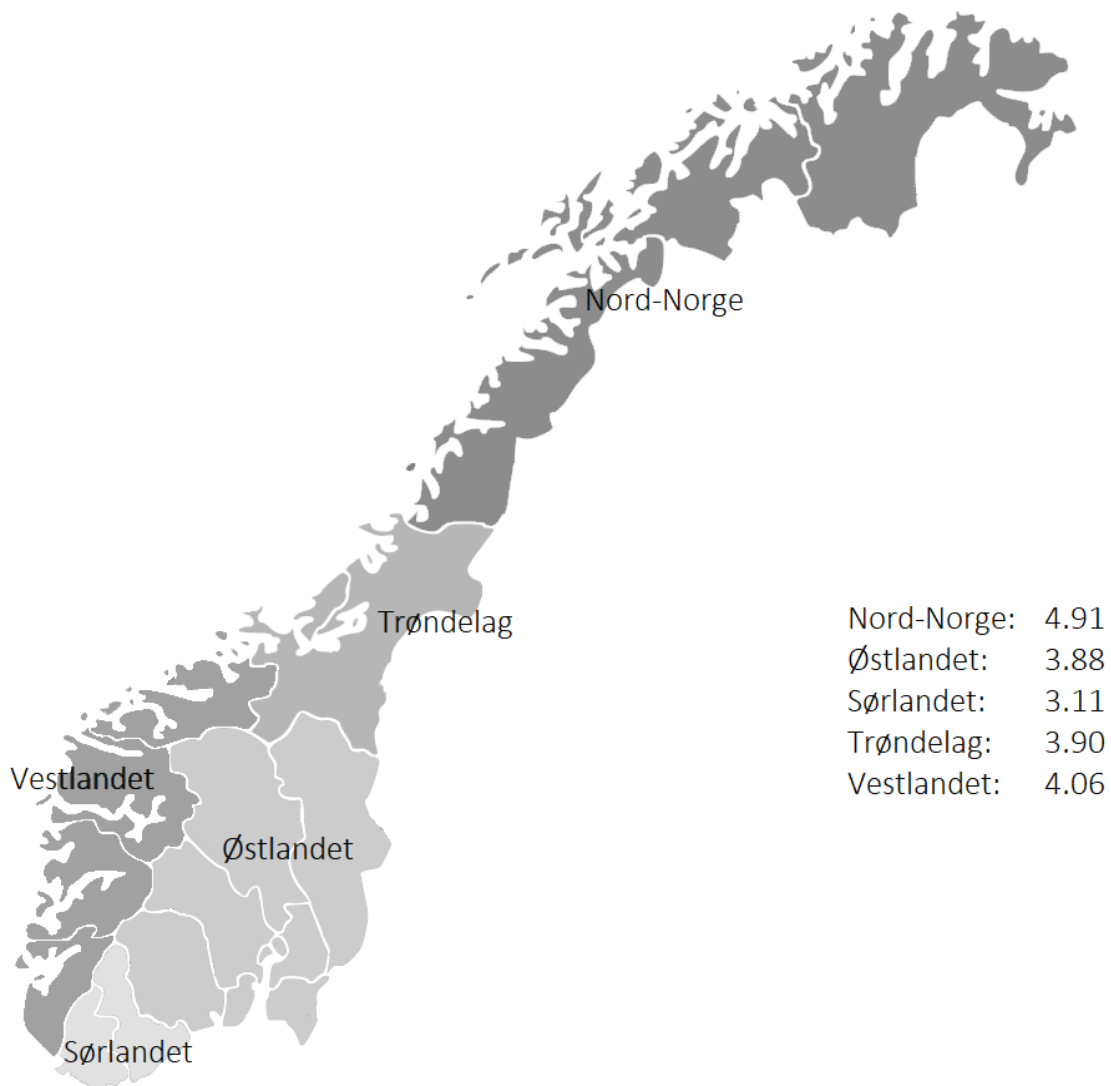 Nord-Norge
Trøndelag
Nord-Norge: 4.91
Østlandet: 3.88
Sørlandet: 3.11
Trøndelag: 3.90
Vestlandet: 4.06
Vestlandet
Østlandet
Sørlandet